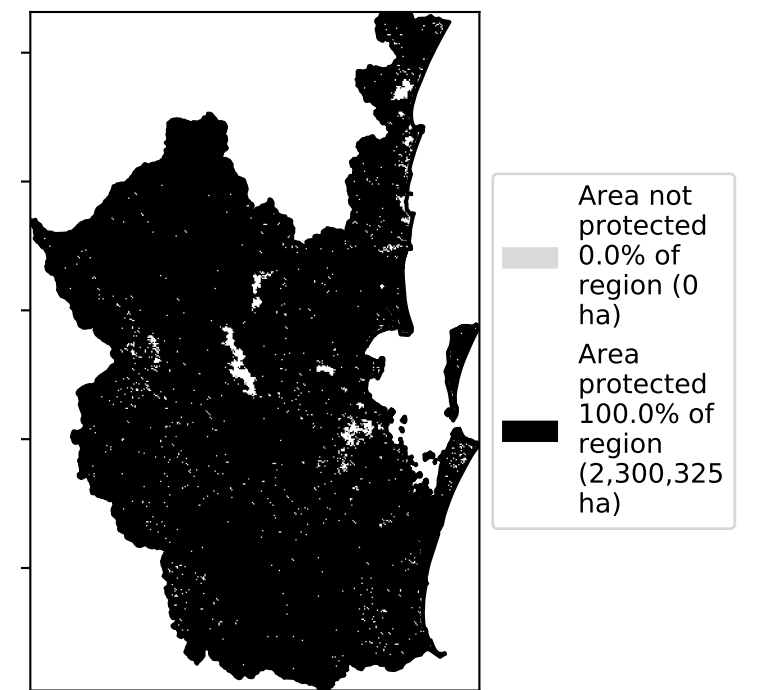 Area not
protected
0.0% of
region (0
ha)
Area
protected
100.0% of
region
(2,300,325
ha)